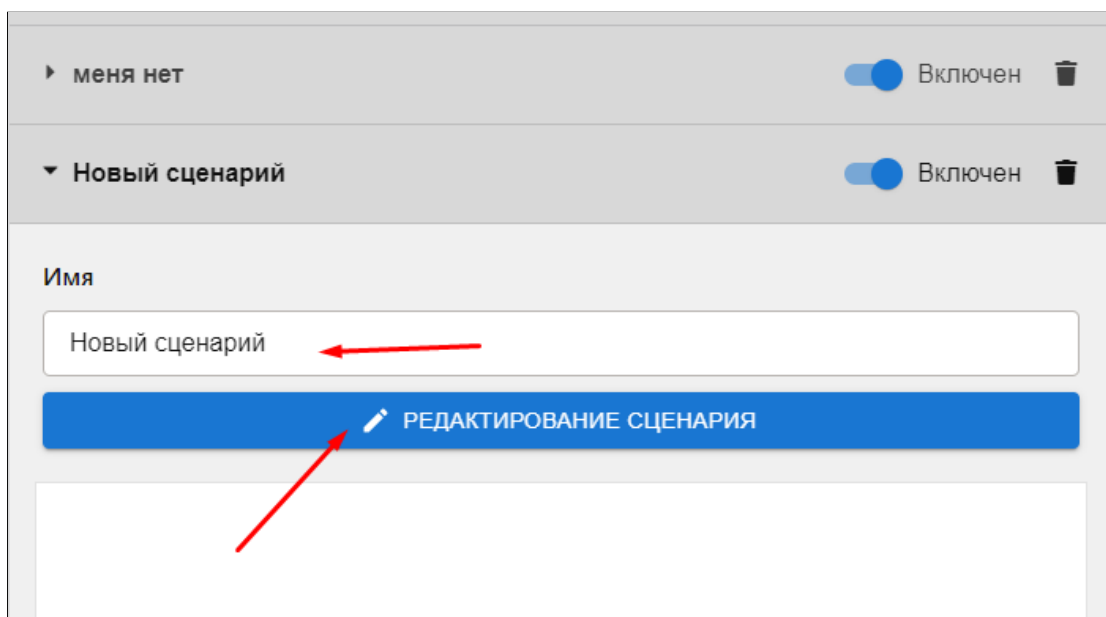 меня нет Включен
Новый сценарий Включен
Имя
Новый сценарий
РЕДАКТИРОВАНИЕ СЦЕНАРИЯ